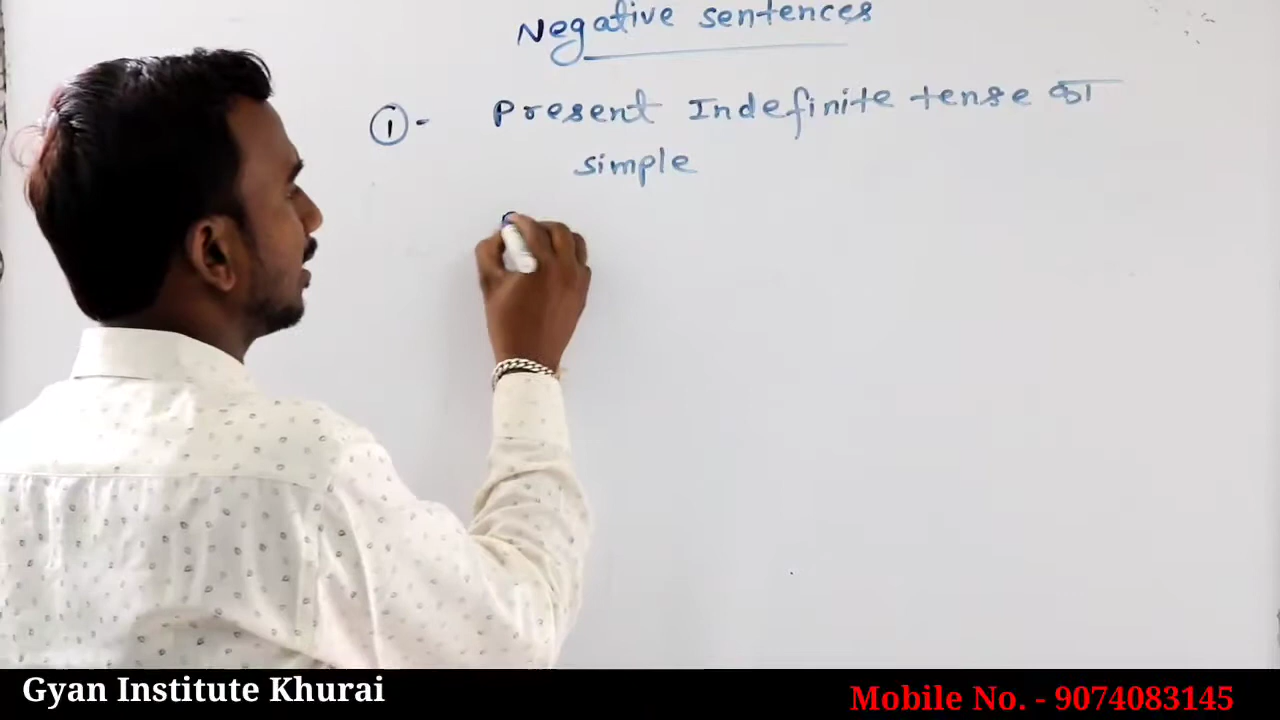 Negative sentences
① - Present Indefinite tense का
simple
Gyan Institute Khurai
Mobile No. - 9074083145